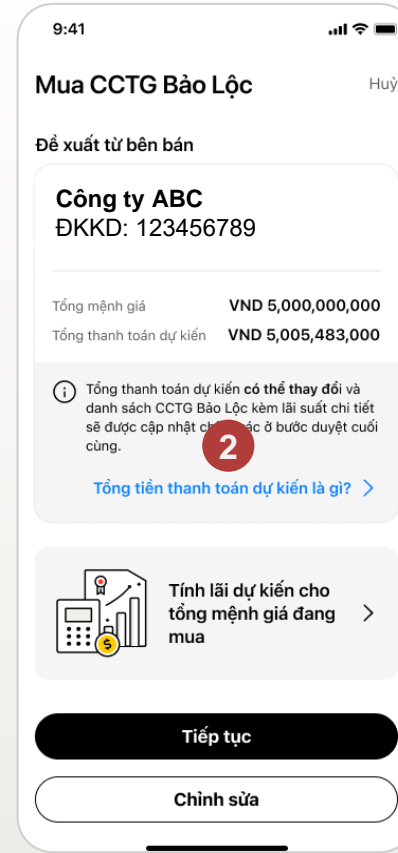 9:41
Mua CCTG Bảo Lộc
Huỷ
Đề xuất từ bên bán
Công ty ABC
ĐKKD: 123456789
Tổng mệnh giá VND 5,000,000,000
Tổng thanh toán dự kiến VND 5,005,483,000
Tổng thanh toán dự kiến có thể thay đổi và
danh sách CCTG Bảo Lộc kèm lãi suất chi tiết
sẽ được cập nhật ở bước duyệt cuối
cùng.
2
Tổng tiền thanh toán dự kiến là gì?
Tính lãi dự kiến cho
tổng mệnh giá đang
mua
Tiếp tục
Chỉnh sửa